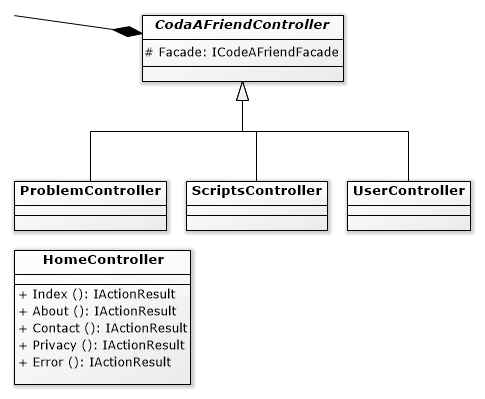 CodaAFriendController
# Facade: ICodeAFriendFacade
ProblemController
ScriptsController
UserController
HomeController
+ Index (): IActionResult
+ About (): IActionResult
+ Contact (): IActionResult
+ Privacy (): IActionResult
+ Error (): IActionResult